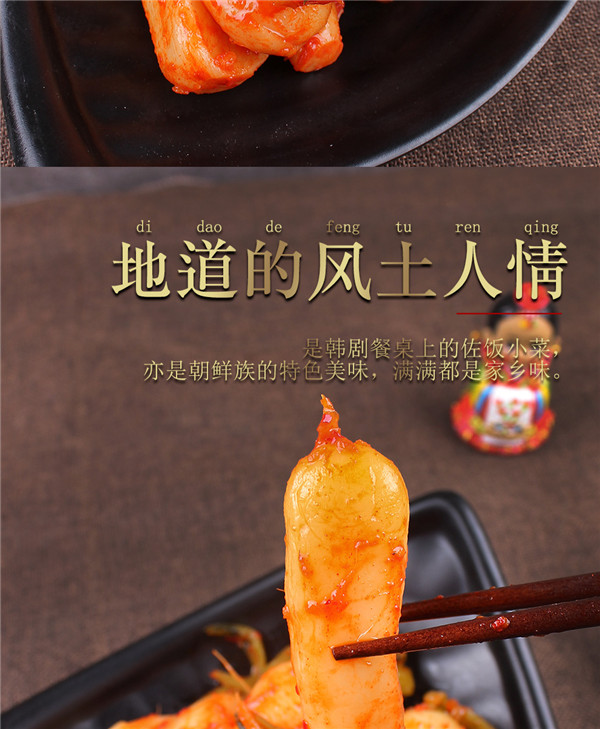 di dao de feng tu ren qing
地道的风土人情
是韩剧餐桌上的佐饭小菜,
亦是朝鲜族的特色美味, 满满都是家乡味。